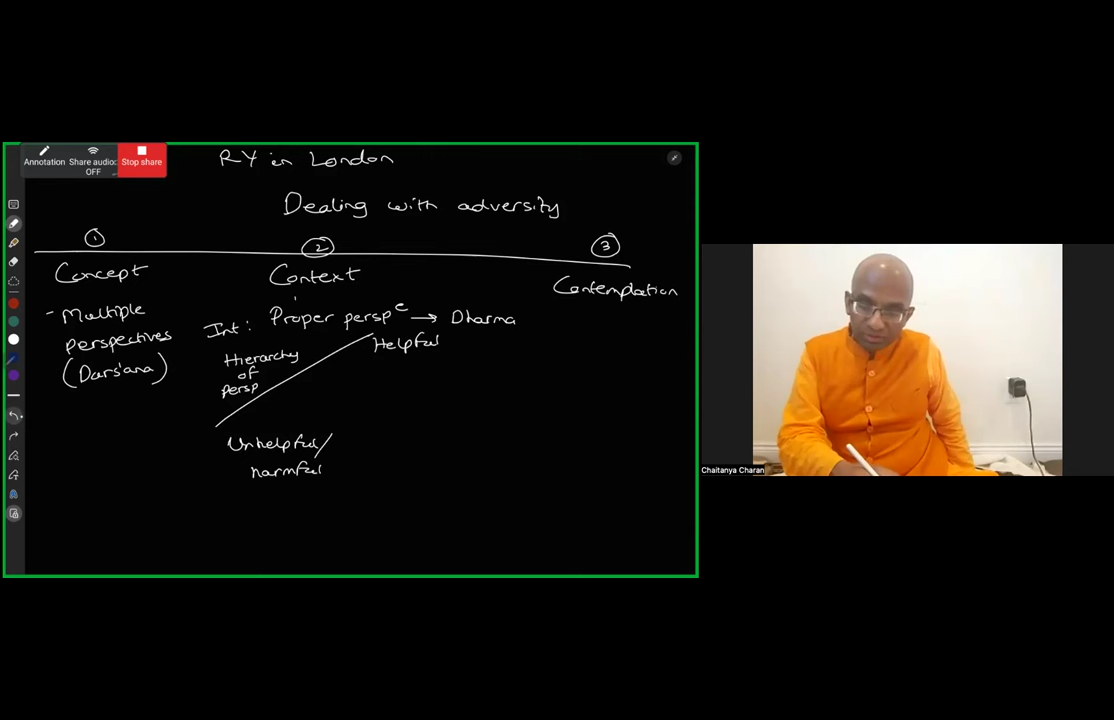 Annotation
Share audio:
OFF
Stop share
RY in London
Dealing with adversity
1
2
3
Concept
Context
Contemplation
- Multiple
perspectives
(Darśana)
Int: Proper perspᵉ → Dharma
Hierarchy
of
persp
Helpful
Unhelpful/
harmful
Chaitanya Charan